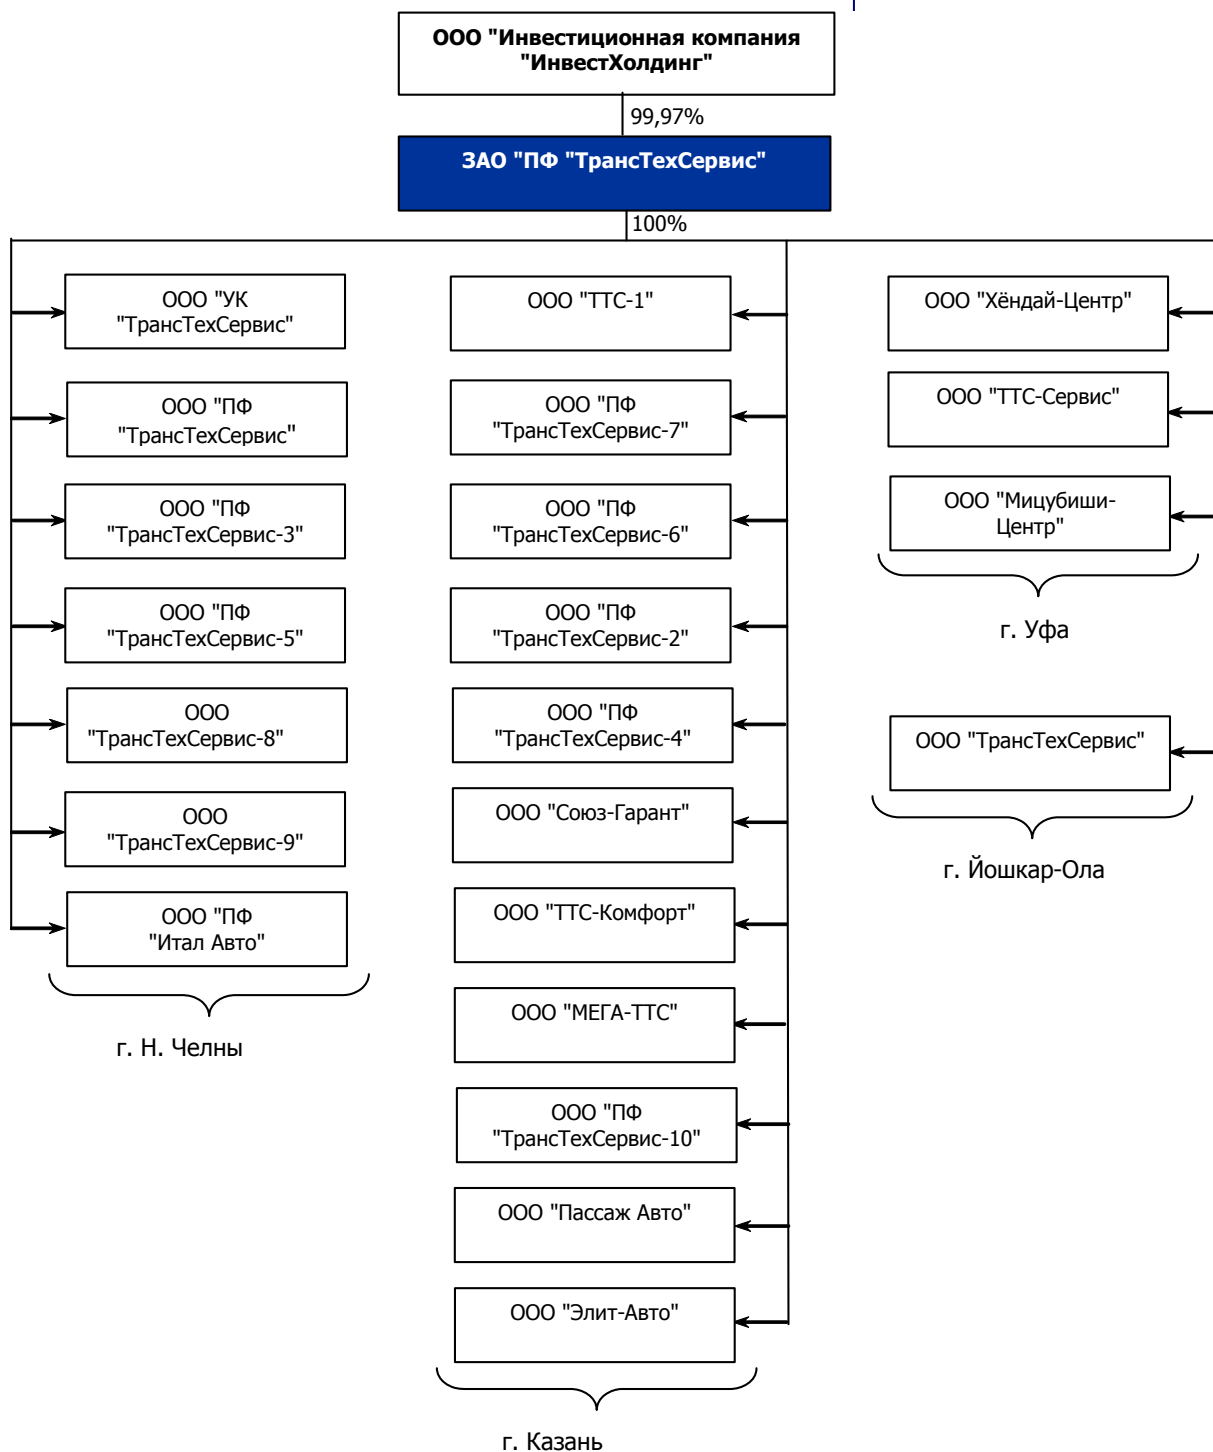 ООО "Инвестиционная компания
"ИнвестХолдинг"
99,97%
ЗАО "ПФ "ТрансТехСервис"
100%
ООО "УК
"ТрансТехСервис"
ООО "ПФ
"ТрансТехСервис"
ООО "ПФ
"ТрансТехСервис-3"
ООО "ПФ
"ТрансТехСервис-5"
ООО
"ТрансТехСервис-8"
ООО
"ТрансТехСервис-9"
ООО "ПФ
"Итал Авто"
г. Н. Челны
ООО "ТТС-1"
ООО "ПФ
"ТрансТехСервис-7"
ООО "ПФ
"ТрансТехСервис-6"
ООО "ПФ
"ТрансТехСервис-2"
ООО "ПФ
"ТрансТехСервис-4"
ООО "Союз-Гарант"
ООО "ТТС-Комфорт"
ООО "МЕГА-ТТС"
ООО "ПФ
"ТрансТехСервис-10"
ООО "Пассаж Авто"
ООО "Элит-Авто"
г. Казань
ООО "Хёндай-Центр"
ООО "ТТС-Сервис"
ООО "Мицубиши-
Центр"
г. Уфа
ООО "ТрансТехСервис"
г. Йошкар-Ола